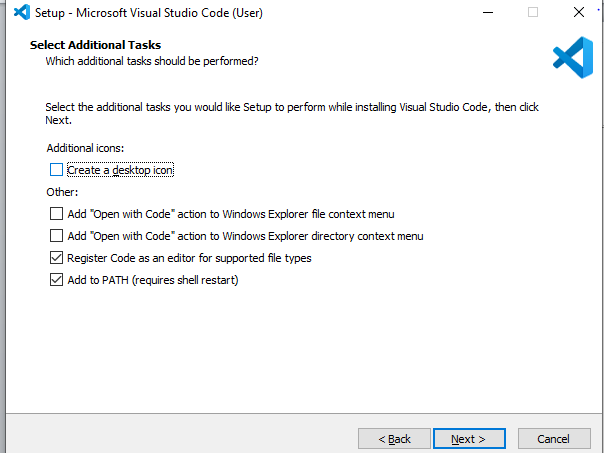 Setup - Microsoft Visual Studio Code (User)
Select Additional Tasks
Which additional tasks should be performed?
Select the additional tasks you would like Setup to perform while installing Visual Studio Code, then click
Next.
Additional icons:
Create a desktop icon
Other:
Add "Open with Code" action to Windows Explorer file context menu
Add "Open with Code" action to Windows Explorer directory context menu
Register Code as an editor for supported file types
Add to PATH (requires shell restart)
< Back
Next >
Cancel